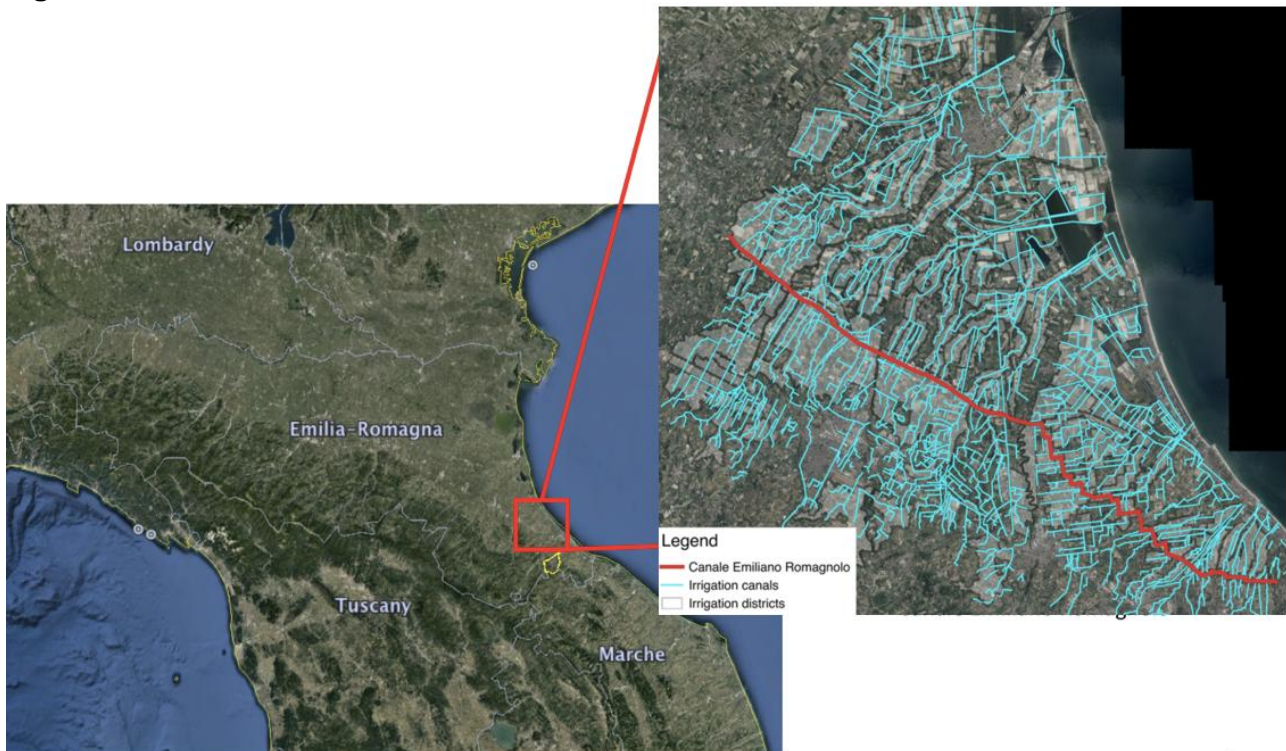 Lombardy
Emilia-Romagna
Tuscany
Marche
Legend
Canale Emiliano Romagnolo
Irrigation canals
Irrigation districts